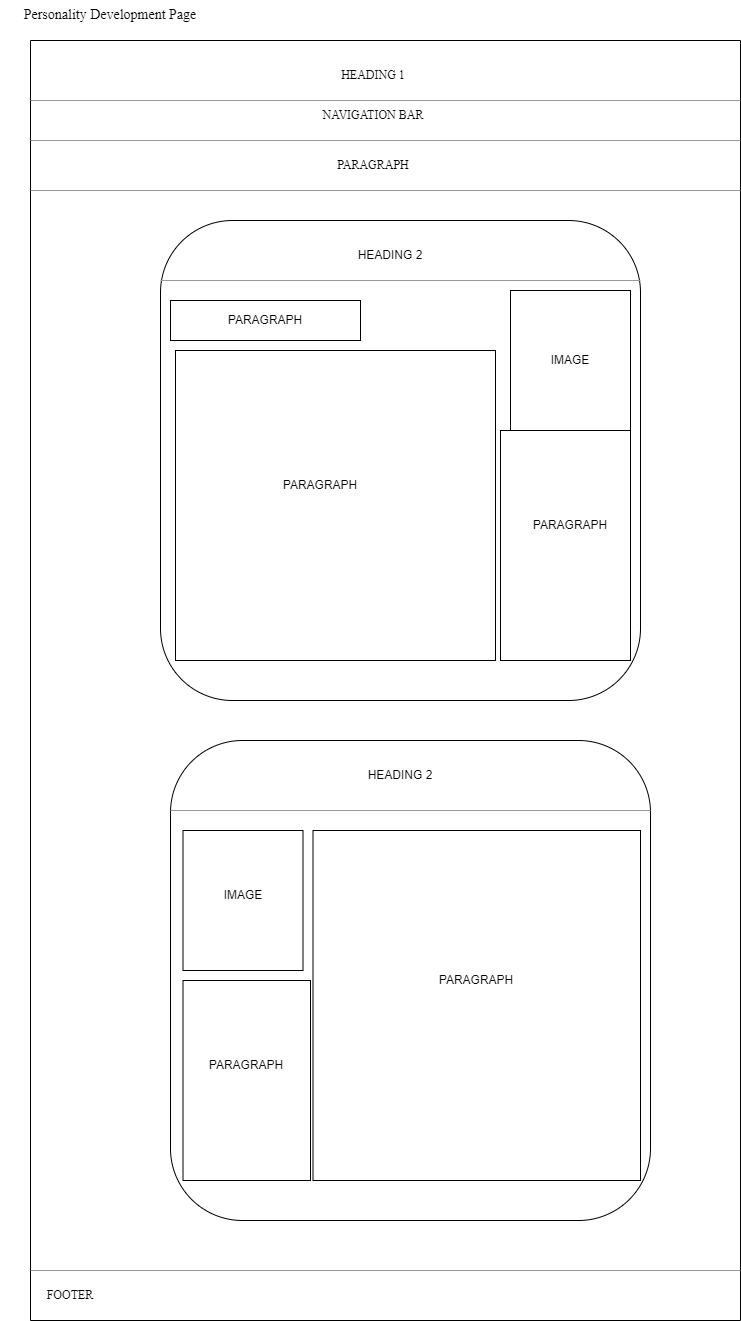 Personality Development Page
HEADING 1
NAVIGATION BAR
PARAGRAPH
HEADING 2
PARAGRAPH
IMAGE
PARAGRAPH
PARAGRAPH
HEADING 2
IMAGE
PARAGRAPH
PARAGRAPH
FOOTER